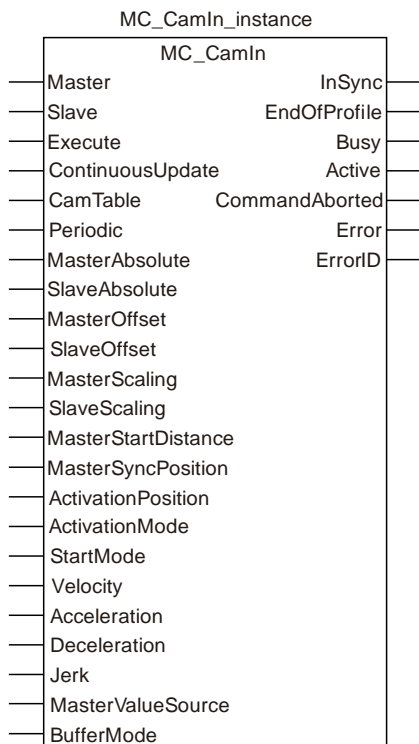 MC_CamIn_instance
MC_CamIn
Master InSync
Slave EndOfProfile
Execute Busy
ContinuousUpdate Active
CamTable CommandAborted
Periodic Error
MasterAbsolute ErrorID
SlaveAbsolute
MasterOffset
SlaveOffset
MasterScaling
SlaveScaling
MasterStartDistance
MasterSyncPosition
ActivationPosition
ActivationMode
StartMode
Velocity
Acceleration
Deceleration
Jerk
MasterValueSource
BufferMode